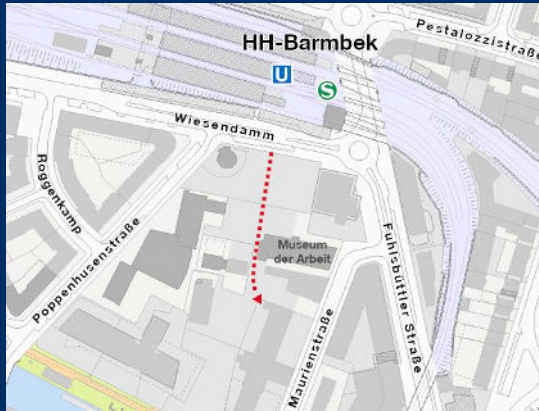 Pestalozzistraße
HH-Barmbek
U
S
Wiesendamm
Roggenkamp
Poppenhusenstraße
Museum
der Arbeit
Fuhlsbüttler Straße
Maurienstraße